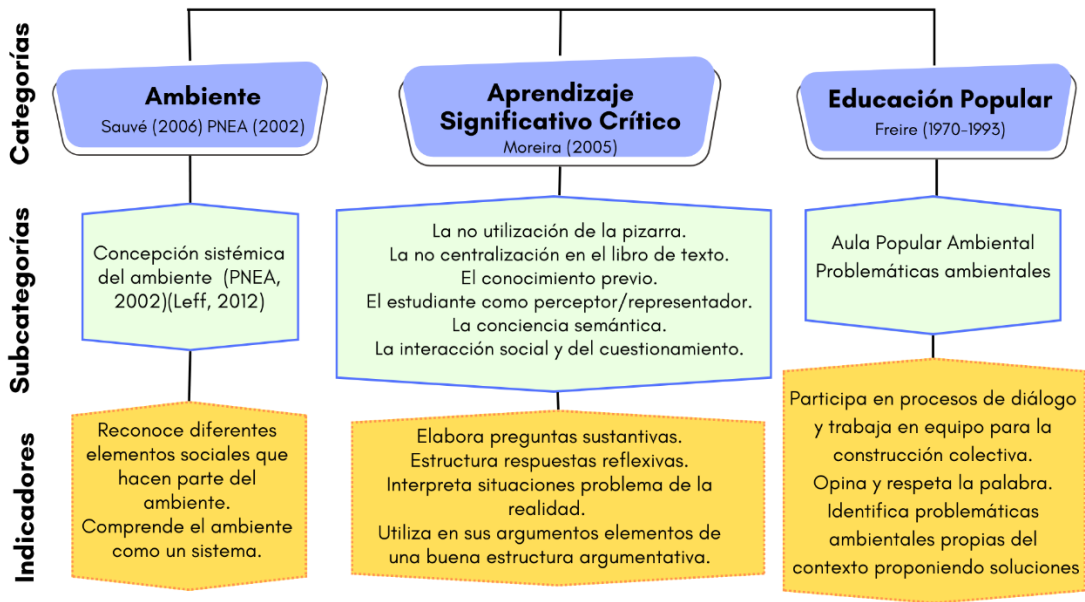 Categorías
Ambiente
Sauvé (2006) PNEA (2002)
Aprendizaje
Significativo Crítico
Moreira (2005)
Educación Popular
Freire (1970-1993)
Subcategorías
Concepción sistémica
del ambiente (PNEA,
2002)(Leff, 2012)
La no utilización de la pizarra.
La no centralización en el libro de texto.
El conocimiento previo.
El estudiante como perceptor/representador.
La conciencia semántica.
La interacción social y del cuestionamiento.
Aula Popular Ambiental
Problemáticas ambientales
Indicadores
Reconoce diferentes
elementos sociales que
hacen parte del
ambiente.
Comprende el ambiente
como un sistema.
Elabora preguntas sustantivas.
Estructura respuestas reflexivas.
Interpreta situaciones problema de la
realidad.
Utiliza en sus argumentos elementos de
una buena estructura argumentativa.
Participa en procesos de diálogo
y trabaja en equipo para la
construcción colectiva.
Opina y respeta la palabra.
Identifica problemáticas
ambientales propias del
contexto proponiendo soluciones